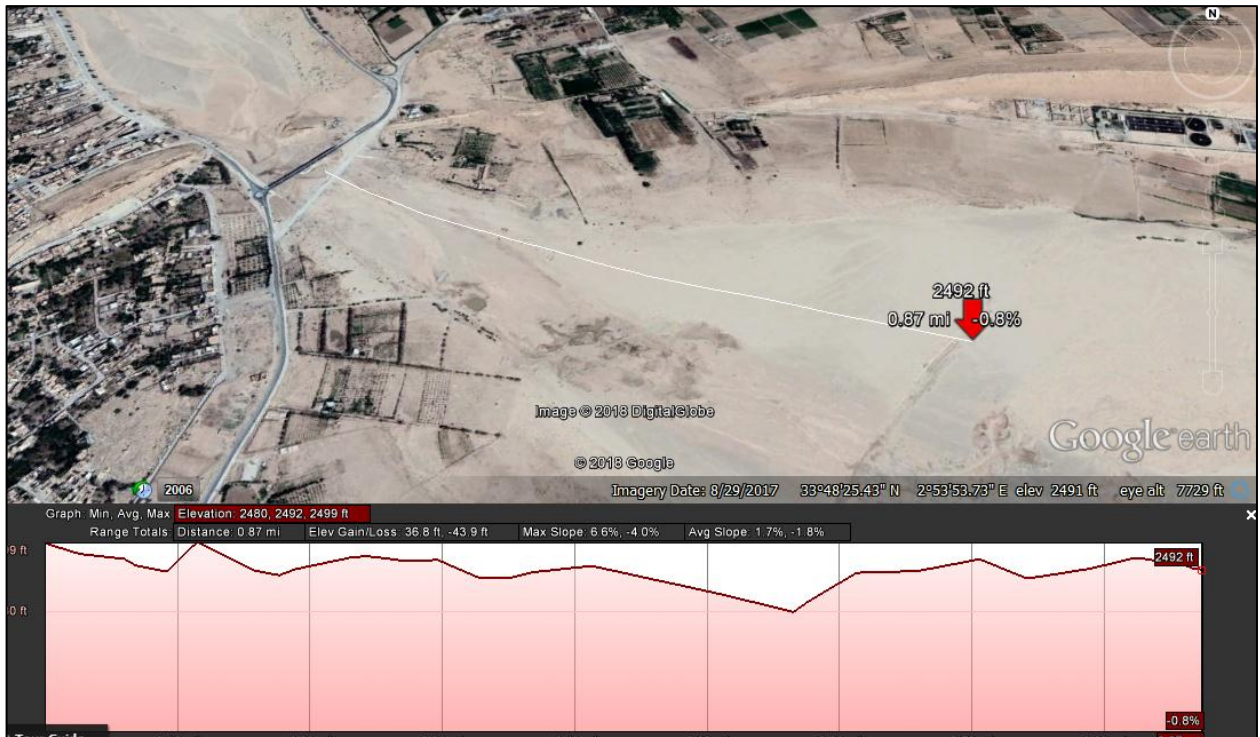 N
2492 ft
0.87 mi -0.8%
Image © 2018 DigitalGlobe
Google earth
© 2018 Google
2006
Imagery Date: 8/29/2017 33°48'25.43" N 2°53'53.73" E elev 2491 ft eye alt 7729 ft
Graph: Min, Avg, Max Elevation: 2480, 2492, 2499 ft
Range Totals: Distance: 0.87 mi Elev Gain/Loss: 36.8 ft, -43.9 ft Max Slope: 6.6%, -4.0% Avg Slope: 1.7%, -1.8%
2492 ft
-0.8%